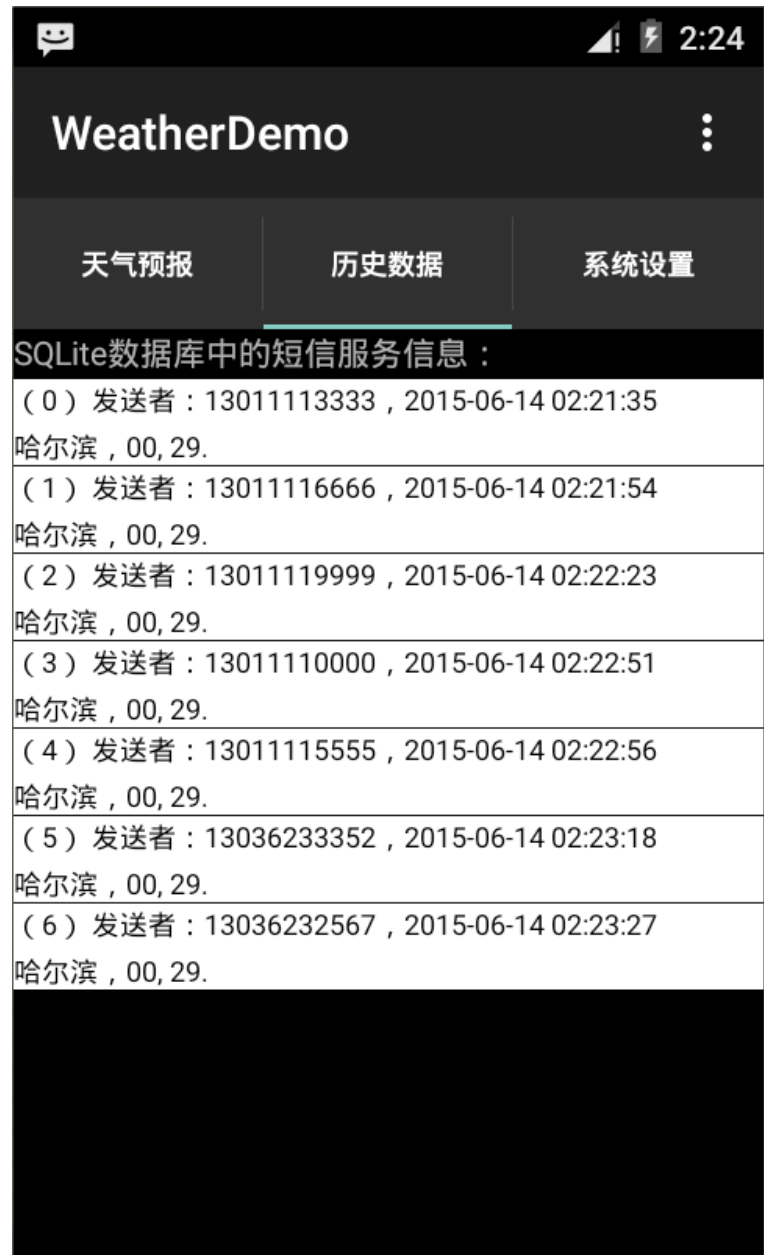 2:24
WeatherDemo
天气预报 历史数据 系统设置
SQLite数据库中的短信服务信息：
（0）发送者：13011113333，2015-06-14 02:21:35
哈尔滨，00, 29.
（1）发送者：13011116666，2015-06-14 02:21:54
哈尔滨，00, 29.
（2）发送者：13011119999，2015-06-14 02:22:23
哈尔滨，00, 29.
（3）发送者：13011110000，2015-06-14 02:22:51
哈尔滨，00, 29.
（4）发送者：13011115555，2015-06-14 02:22:56
哈尔滨，00, 29.
（5）发送者：13036233352，2015-06-14 02:23:18
哈尔滨，00, 29.
（6）发送者：13036232567，2015-06-14 02:23:27
哈尔滨，00, 29.